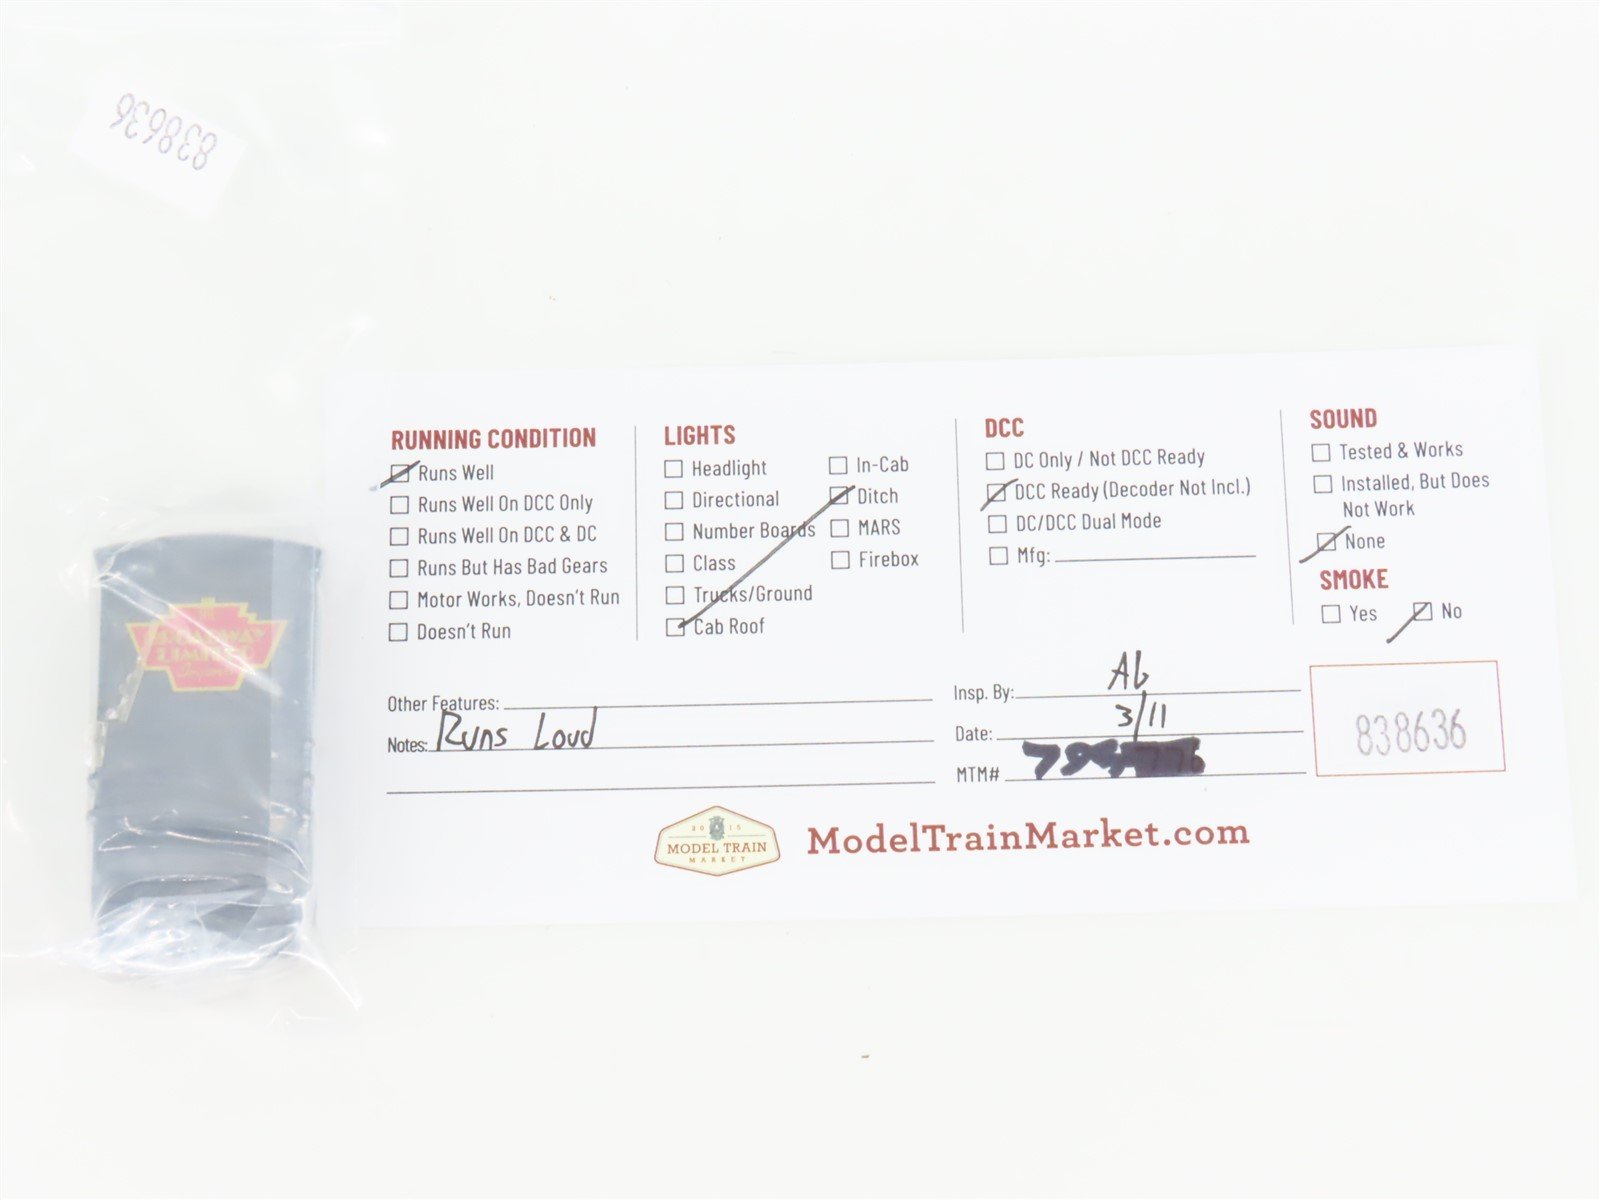 838636
BROADWAY
LIMITED
RUNNING CONDITION
Runs Well
Runs Well On DCC Only
Runs Well On DCC & DC
Runs But Has Bad Gears
Motor Works, Doesn't Run
Doesn't Run
LIGHTS
Headlight
Directional
Number Boards
Class
Trucks/Ground
Cab Roof
In-Cab
Ditch
MARS
Firebox
DCC
DC Only / Not DCC Ready
DCC Ready (Decoder Not Incl.)
DC/DCC Dual Mode
Mfg:
SOUND
Tested & Works
Installed, But Does
Not Work
None
SMOKE
Yes No
Other Features:
Notes: Runs Loud
Insp. By:
Date: 3/11
MTM#
838636
2015
MODEL TRAIN
MARKET
ModelTrainMarket.com